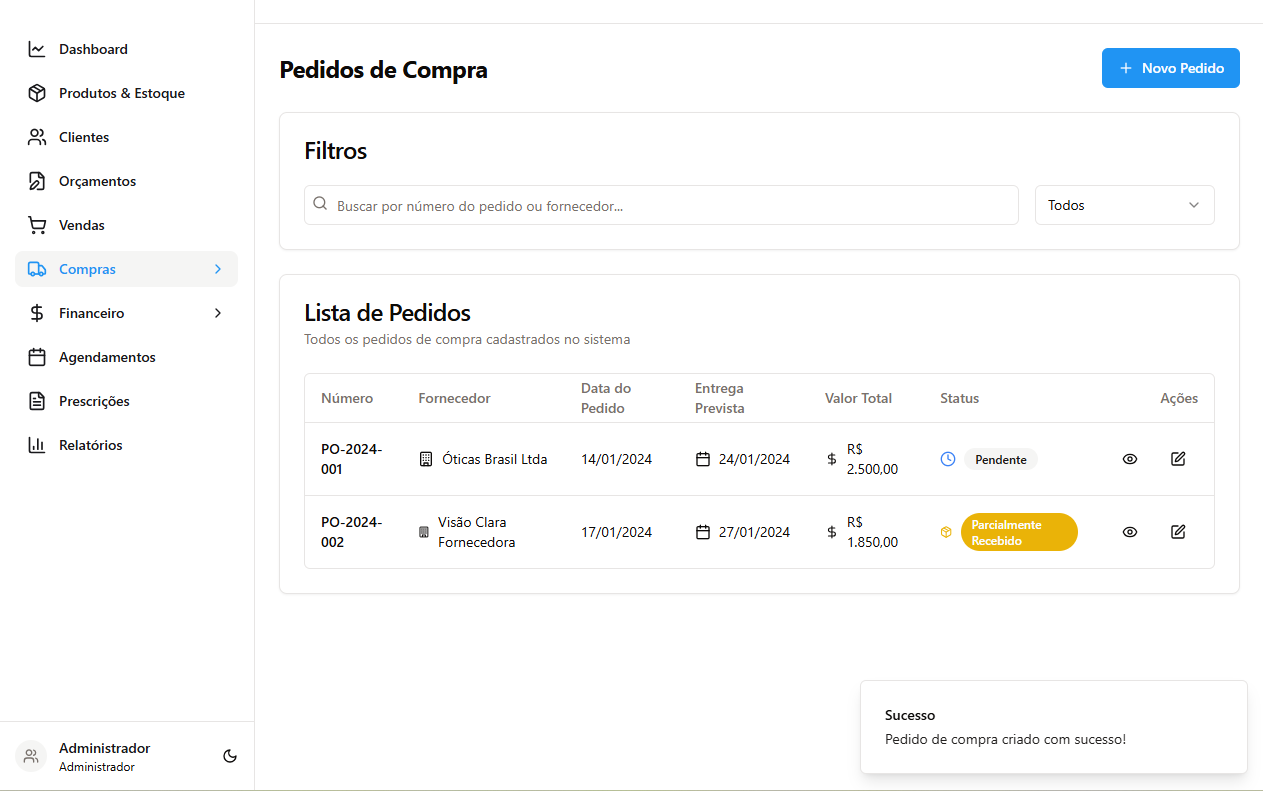 Dashboard
Produtos & Estoque
Clientes
Orçamentos
Vendas
Compras
Financeiro
Agendamentos
Prescrições
Relatórios
Administrador
Administrador
Pedidos de Compra
Novo Pedido
Filtros
Buscar por número do pedido ou fornecedor...
Todos
Lista de Pedidos
Todos os pedidos de compra cadastrados no sistema
Número
Fornecedor
Data do
Pedido
Entrega
Prevista
Valor Total
Status
Ações
PO-2024-
001
Óticas Brasil Ltda
14/01/2024
24/01/2024
R$
2.500,00
Pendente
PO-2024-
002
Visão Clara
Fornecedora
17/01/2024
27/01/2024
R$
1.850,00
Parcialmente
Recebido
Sucesso
Pedido de compra criado com sucesso!